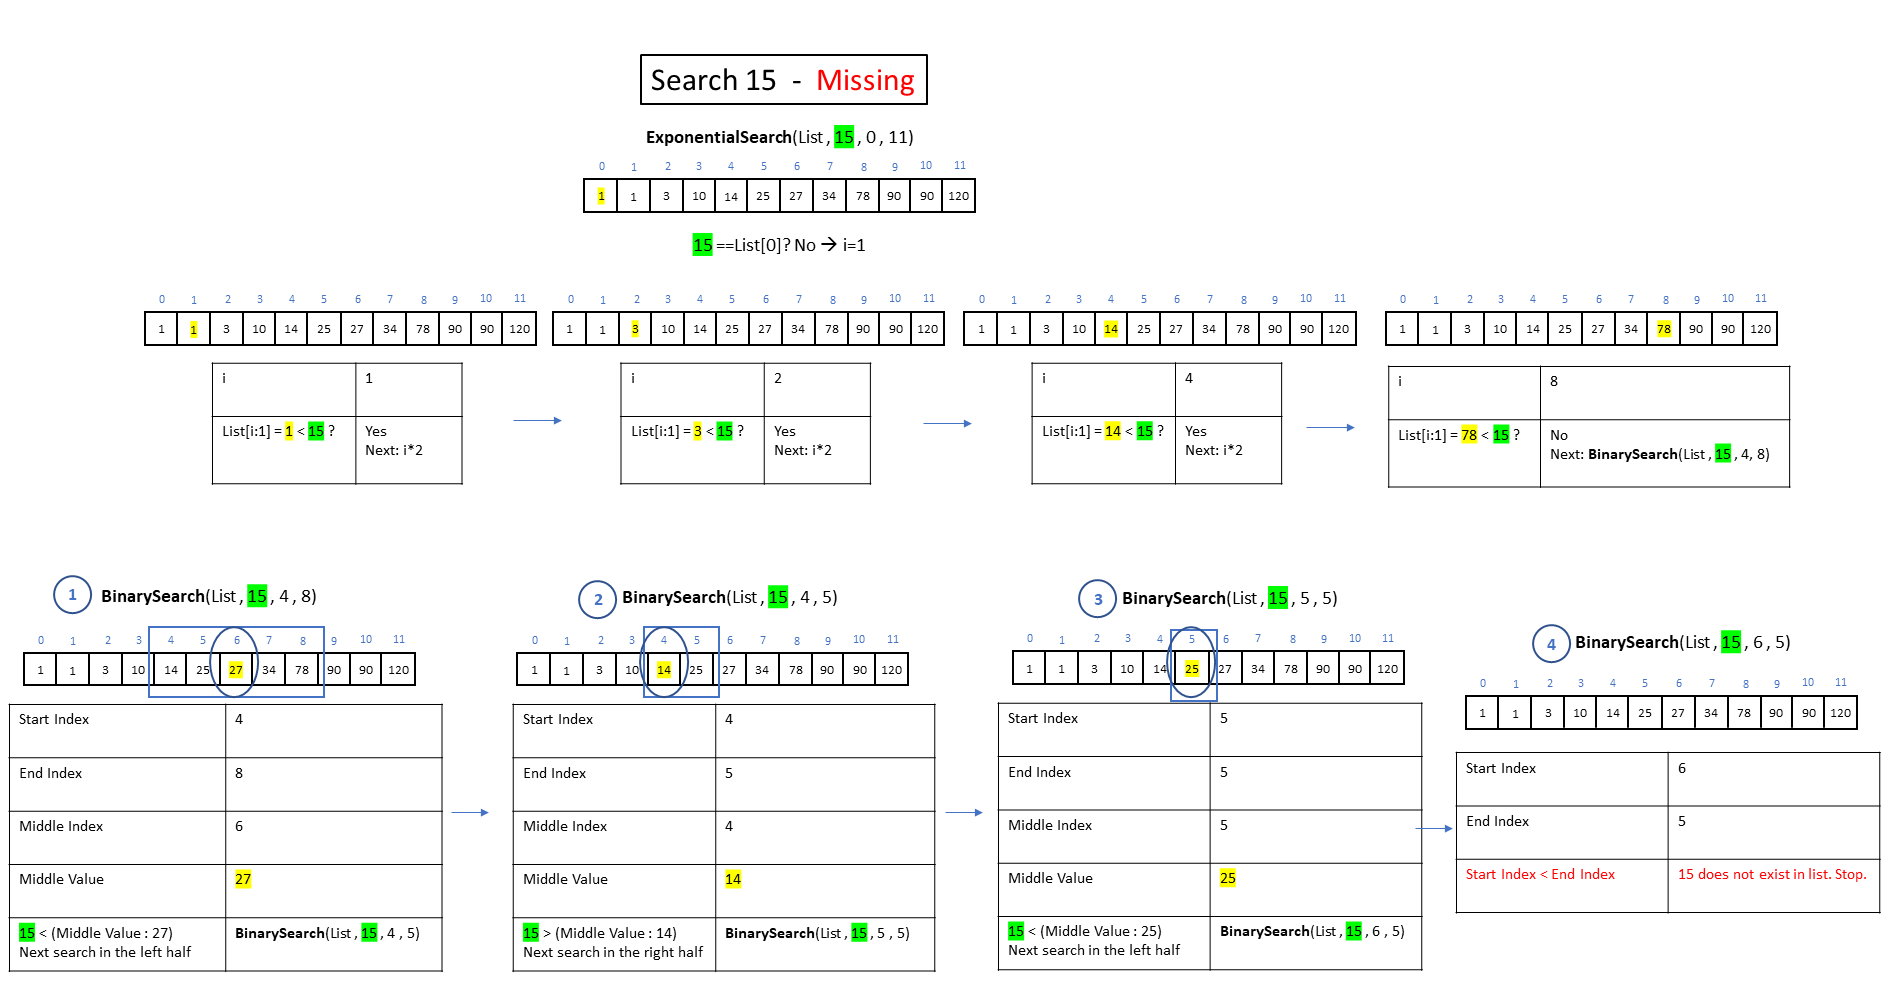 Search 15 - Missing
ExponentialSearch(List , 15 , 0 , 11)
0 1 2 3 4 5 6 7 8 9 10 11
1 1 3 10 14 25 27 34 78 90 90 120
15 ==List[0]? No → i=1
0 1 2 3 4 5 6 7 8 9 10 11
1 1 3 10 14 25 27 34 78 90 90 120
i 1
List[i:1] = 1 < 15 ? Yes
Next: i*2
0 1 2 3 4 5 6 7 8 9 10 11
1 1 3 10 14 25 27 34 78 90 90 120
i 2
List[i:1] = 3 < 15 ? Yes
Next: i*2
0 1 2 3 4 5 6 7 8 9 10 11
1 1 3 10 14 25 27 34 78 90 90 120
i 4
List[i:1] = 14 < 15 ? Yes
Next: i*2
0 1 2 3 4 5 6 7 8 9 10 11
1 1 3 10 14 25 27 34 78 90 90 120
i 8
List[i:1] = 78 < 15 ? No
Next: BinarySearch(List , 15 , 4, 8)
1 BinarySearch(List , 15 , 4 , 8)
0 1 2 3 4 5 6 7 8 9 10 11
1 1 3 10 14 25 27 34 78 90 90 120
Start Index 4
End Index 8
Middle Index 6
Middle Value 27
15 < (Middle Value : 27) BinarySearch(List , 15 , 4 , 5)
Next search in the left half
2 BinarySearch(List , 15 , 4 , 5)
0 1 2 3 4 5 6 7 8 9 10 11
1 1 3 10 14 25 27 34 78 90 90 120
Start Index 4
End Index 5
Middle Index 4
Middle Value 14
15 > (Middle Value : 14) BinarySearch(List , 15 , 5 , 5)
Next search in the right half
3 BinarySearch(List , 15 , 5 , 5)
0 1 2 3 4 5 6 7 8 9 10 11
1 1 3 10 14 25 27 34 78 90 90 120
Start Index 5
End Index 5
Middle Index 5
Middle Value 25
15 < (Middle Value : 25) BinarySearch(List , 15 , 6 , 5)
Next search in the left half
4 BinarySearch(List , 15 , 6 , 5)
0 1 2 3 4 5 6 7 8 9 10 11
1 1 3 10 14 25 27 34 78 90 90 120
Start Index 6
End Index 5
Start Index < End Index 15 does not exist in list. Stop.